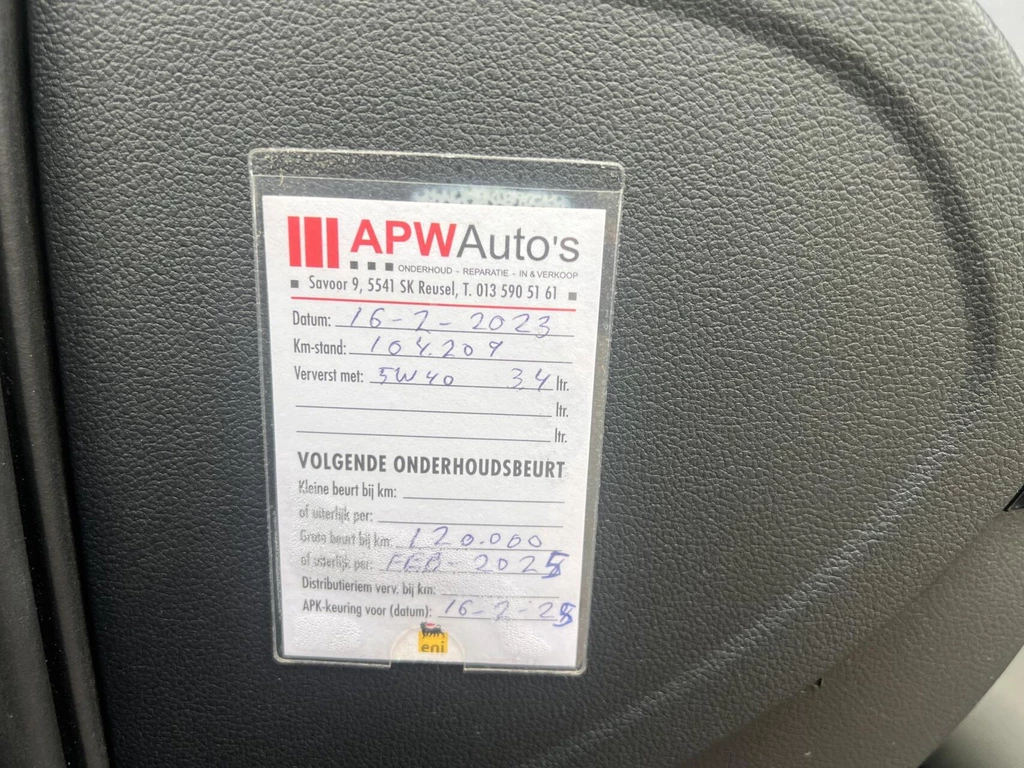 APWAuto's
ONDERHOUD - REPARATIE - IN & VERKOOP
Savoor 9, 5541 SK Reusel, T. 013 590 51 61
Datum: 16-2-2023
Km-stand: 104.209
Ververst met: 5W40 3,4 ltr.
ltr.
ltr.
VOLGENDE ONDERHOUDSBEURT
Kleine beurt bij km:
of uiterlijk per:
Grote beurt bij km: 120.000
of uiterlijk per: FEB-2025
Distributieriem verv. bij km:
APK-keuring voor (datum): 16-2-25
eni